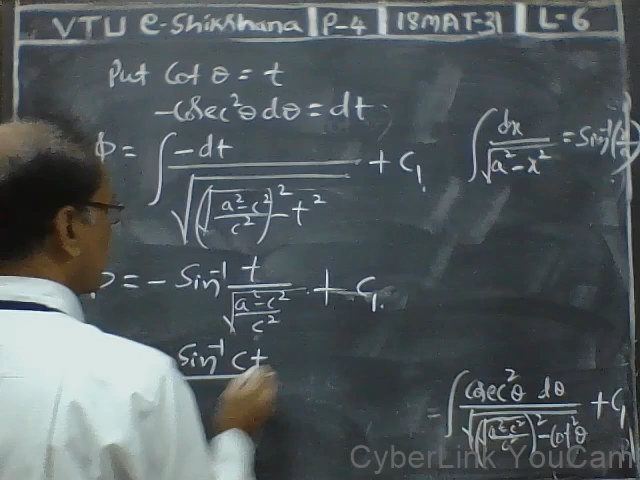 VTU e-Shikshana | P-4 | 18MAT-31 | L-6
Put Cot θ = t
-Cosec²θ dθ = dt
ϕ = ∫ -dt / √((√((a²-c²)/c²))² - t²) + C₁
∫ dx / √(a²-x²) = Sin⁻¹(
= - Sin⁻¹ t / √((a²-c²)/c²) + C₁
Sin⁻¹ ct
= ∫ Cosec²θ dθ / √((√((a²-c²)/c²))² - Cot²θ) + C₁
CyberLink YouCam